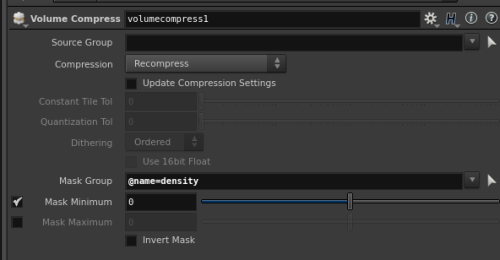 Volume Compress volumecompress1
Source Group
Compression Recompress
Update Compression Settings
Constant Tile Tol 0
Quantization Tol 0
Dithering Ordered
Use 16bit Float
Mask Group @name=density
Mask Minimum 0
Mask Maximum 0
Invert Mask